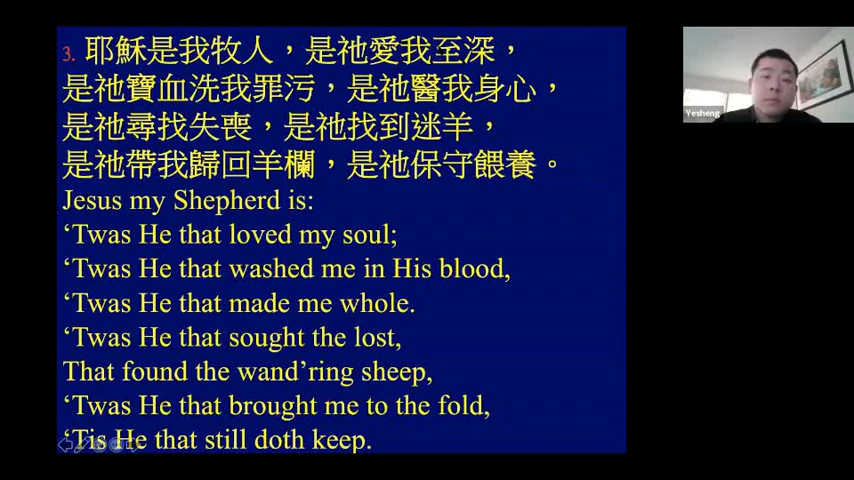 3. 耶穌是我牧人，是祂愛我至深，
是祂寶血洗我罪污，是祂醫我身心，
是祂尋找失喪，是祂找到迷羊，
是祂帶我歸回羊欄，是祂保守餵養。
Jesus my Shepherd is:
‘Twas He that loved my soul;
‘Twas He that washed me in His blood,
‘Twas He that made me whole.
‘Twas He that sought the lost,
That found the wand’ring sheep,
‘Twas He that brought me to the fold,
‘Tis He that still doth keep.
Yesheng